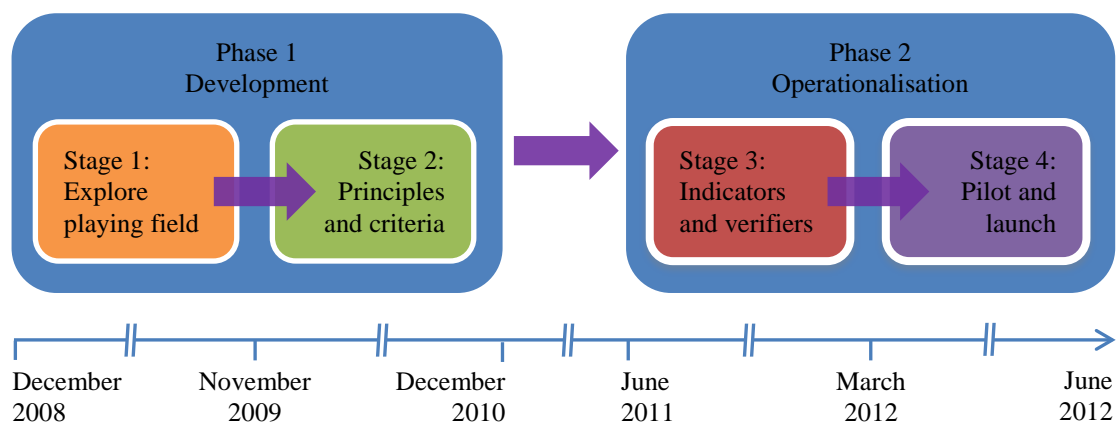 Phase 1
Development
Stage 1:
Explore
playing field
Stage 2:
Principles
and criteria
Phase 2
Operationalisation
Stage 3:
Indicators
and verifiers
Stage 4:
Pilot and
launch
December
2008
November
2009
December
2010
June
2011
March
2012
June
2012